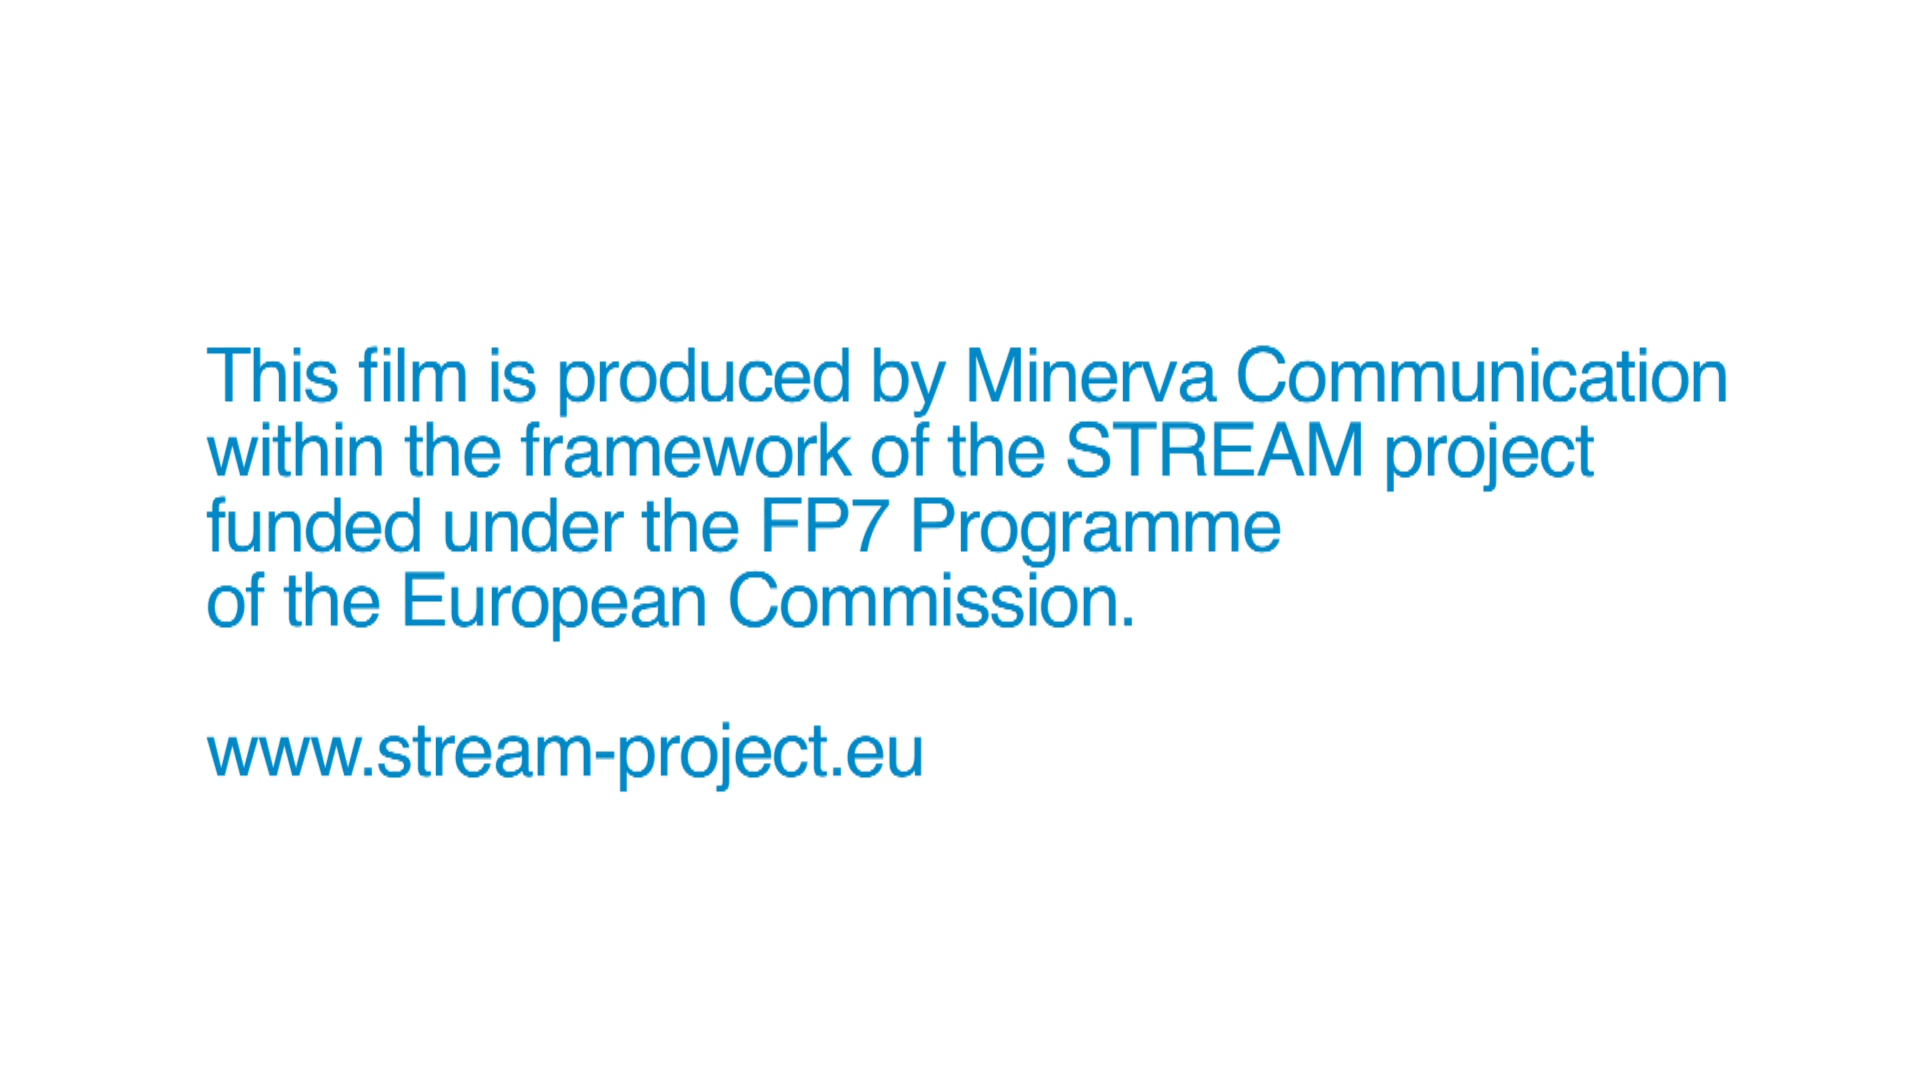 This film is produced by Minerva Communication
within the framework of the STREAM project
funded under the FP7 Programme
of the European Commission.
www.stream-project.eu